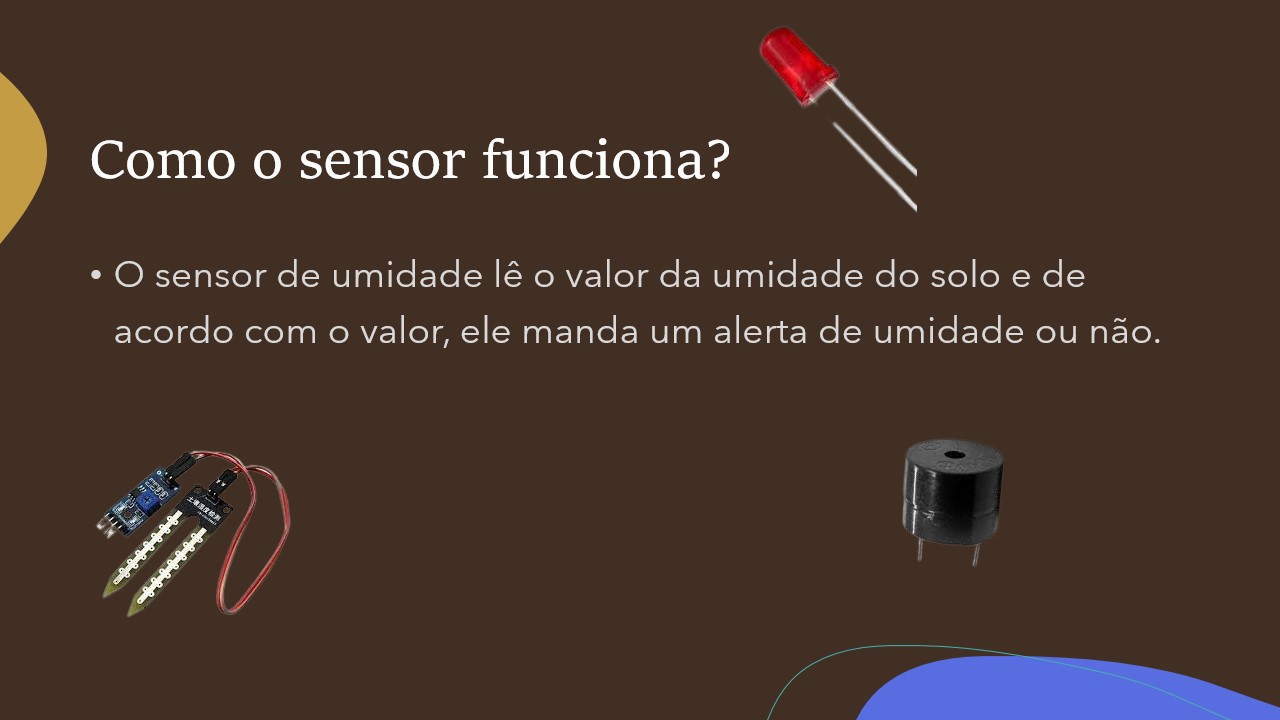 Como o sensor funciona?
• O sensor de umidade lê o valor da umidade do solo e de
acordo com o valor, ele manda um alerta de umidade ou não.